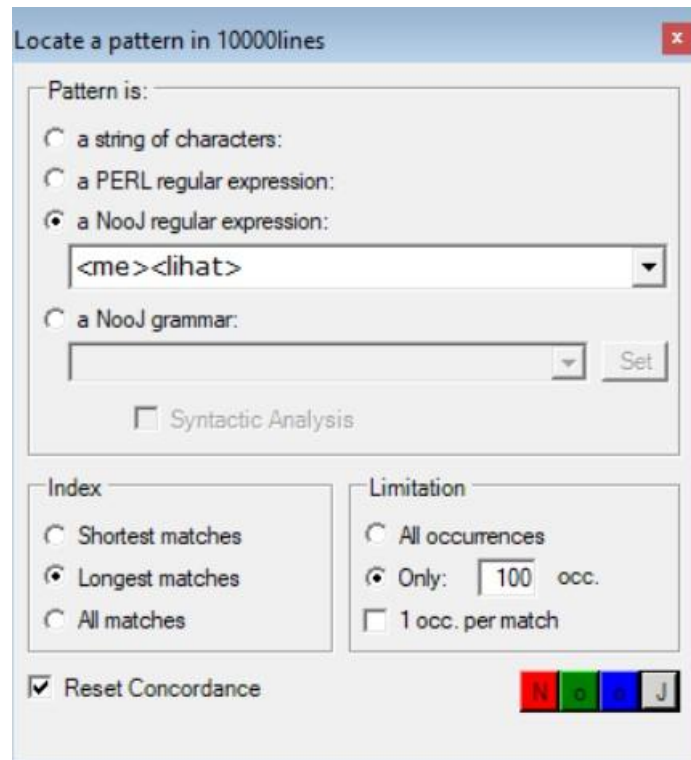 Locate a pattern in 10000lines
x
Pattern is:
a string of characters:
a PERL regular expression:
a NooJ regular expression:
<me><lihat>
a NooJ grammar:
Set
Syntactic Analysis
Index
Shortest matches
Longest matches
All matches
Limitation
All occurrences
Only: 100 occ.
1 occ. per match
Reset Concordance
N o o J